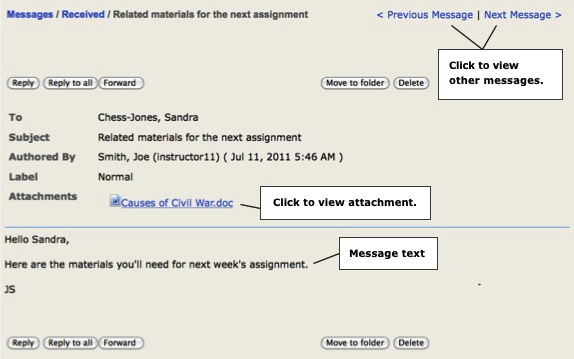 Messages / Received / Related materials for the next assignment < Previous Message | Next Message >
Click to view
other messages.
Reply Reply to all Forward Move to folder Delete
To Chess-Jones, Sandra
Subject Related materials for the next assignment
Authored By Smith, Joe (instructor11) ( Jul 11, 2011 5:46 AM )
Label Normal
Attachments Causes of Civil War.doc Click to view attachment.
Hello Sandra,
Here are the materials you'll need for next week's assignment. Message text
JS
Reply Reply to all Forward Move to folder Delete